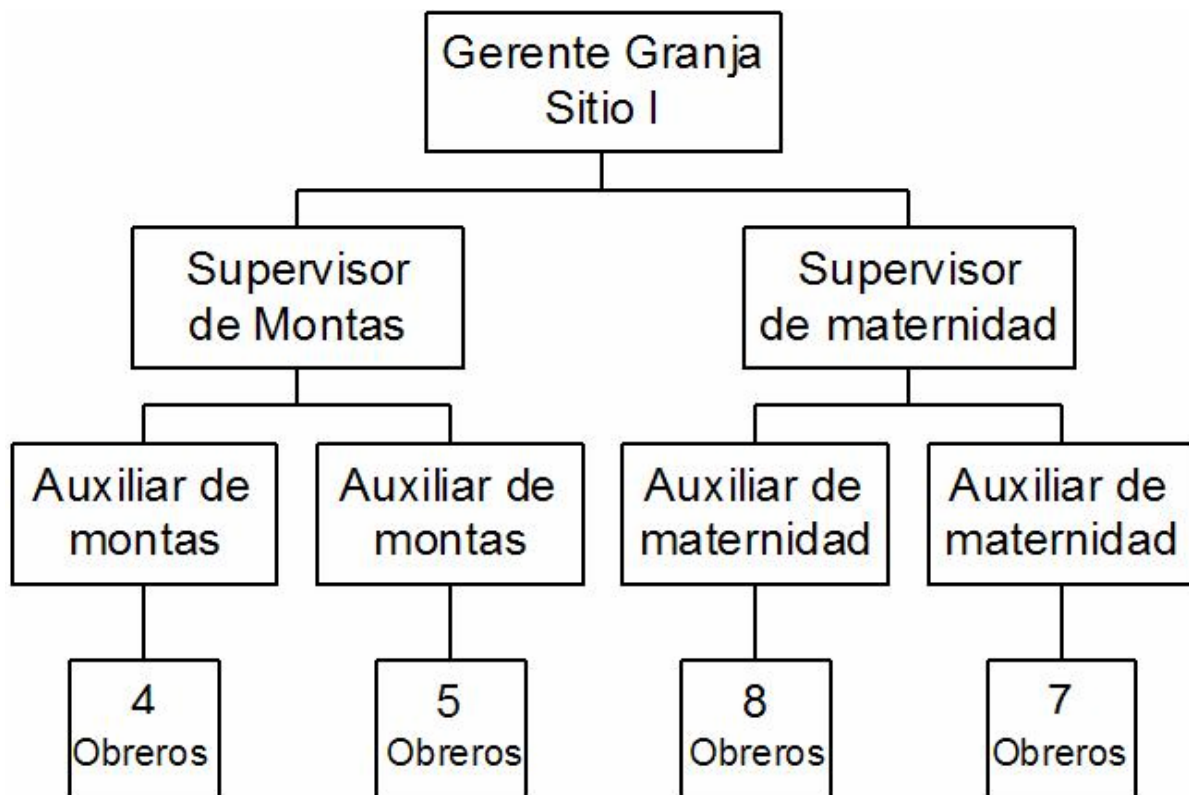 Gerente Granja
Sitio I
Supervisor
de Montas
Supervisor
de maternidad
Auxiliar de
montas
Auxiliar de
montas
Auxiliar de
maternidad
Auxiliar de
maternidad
4
Obreros
5
Obreros
8
Obreros
7
Obreros